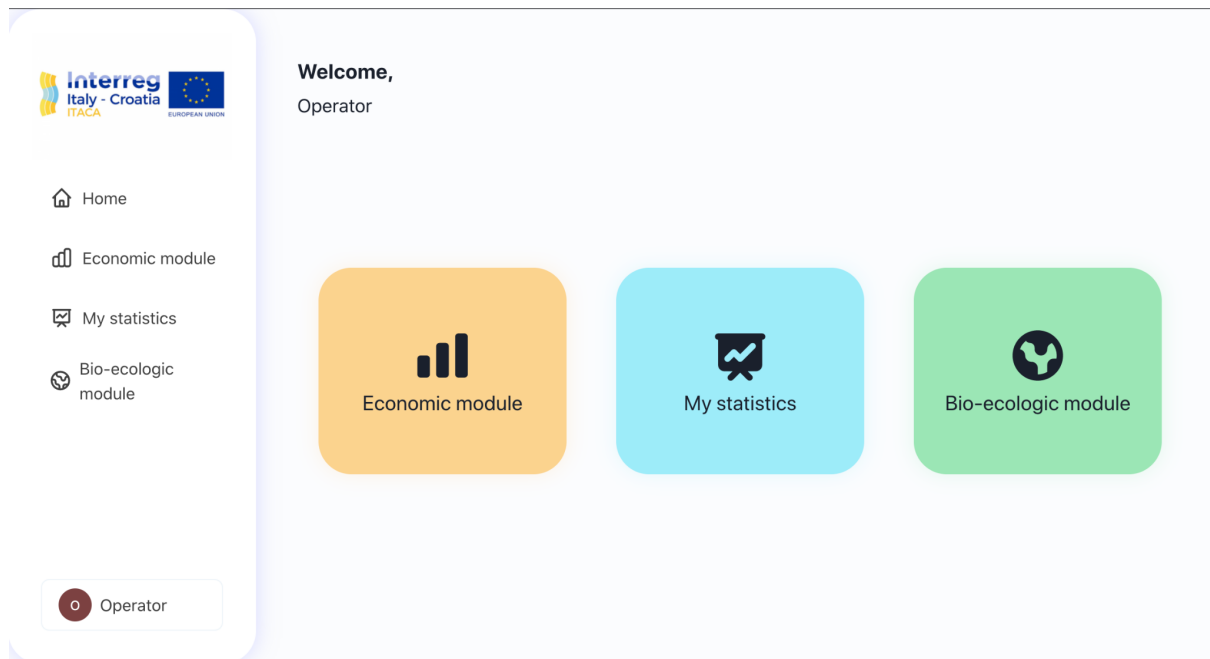 Interreg
Italy - Croatia
ITACA
EUROPEAN UNION
Home
Economic module
My statistics
Bio-ecologic
module
O
Operator
Welcome,
Operator
Economic module
My statistics
Bio-ecologic module